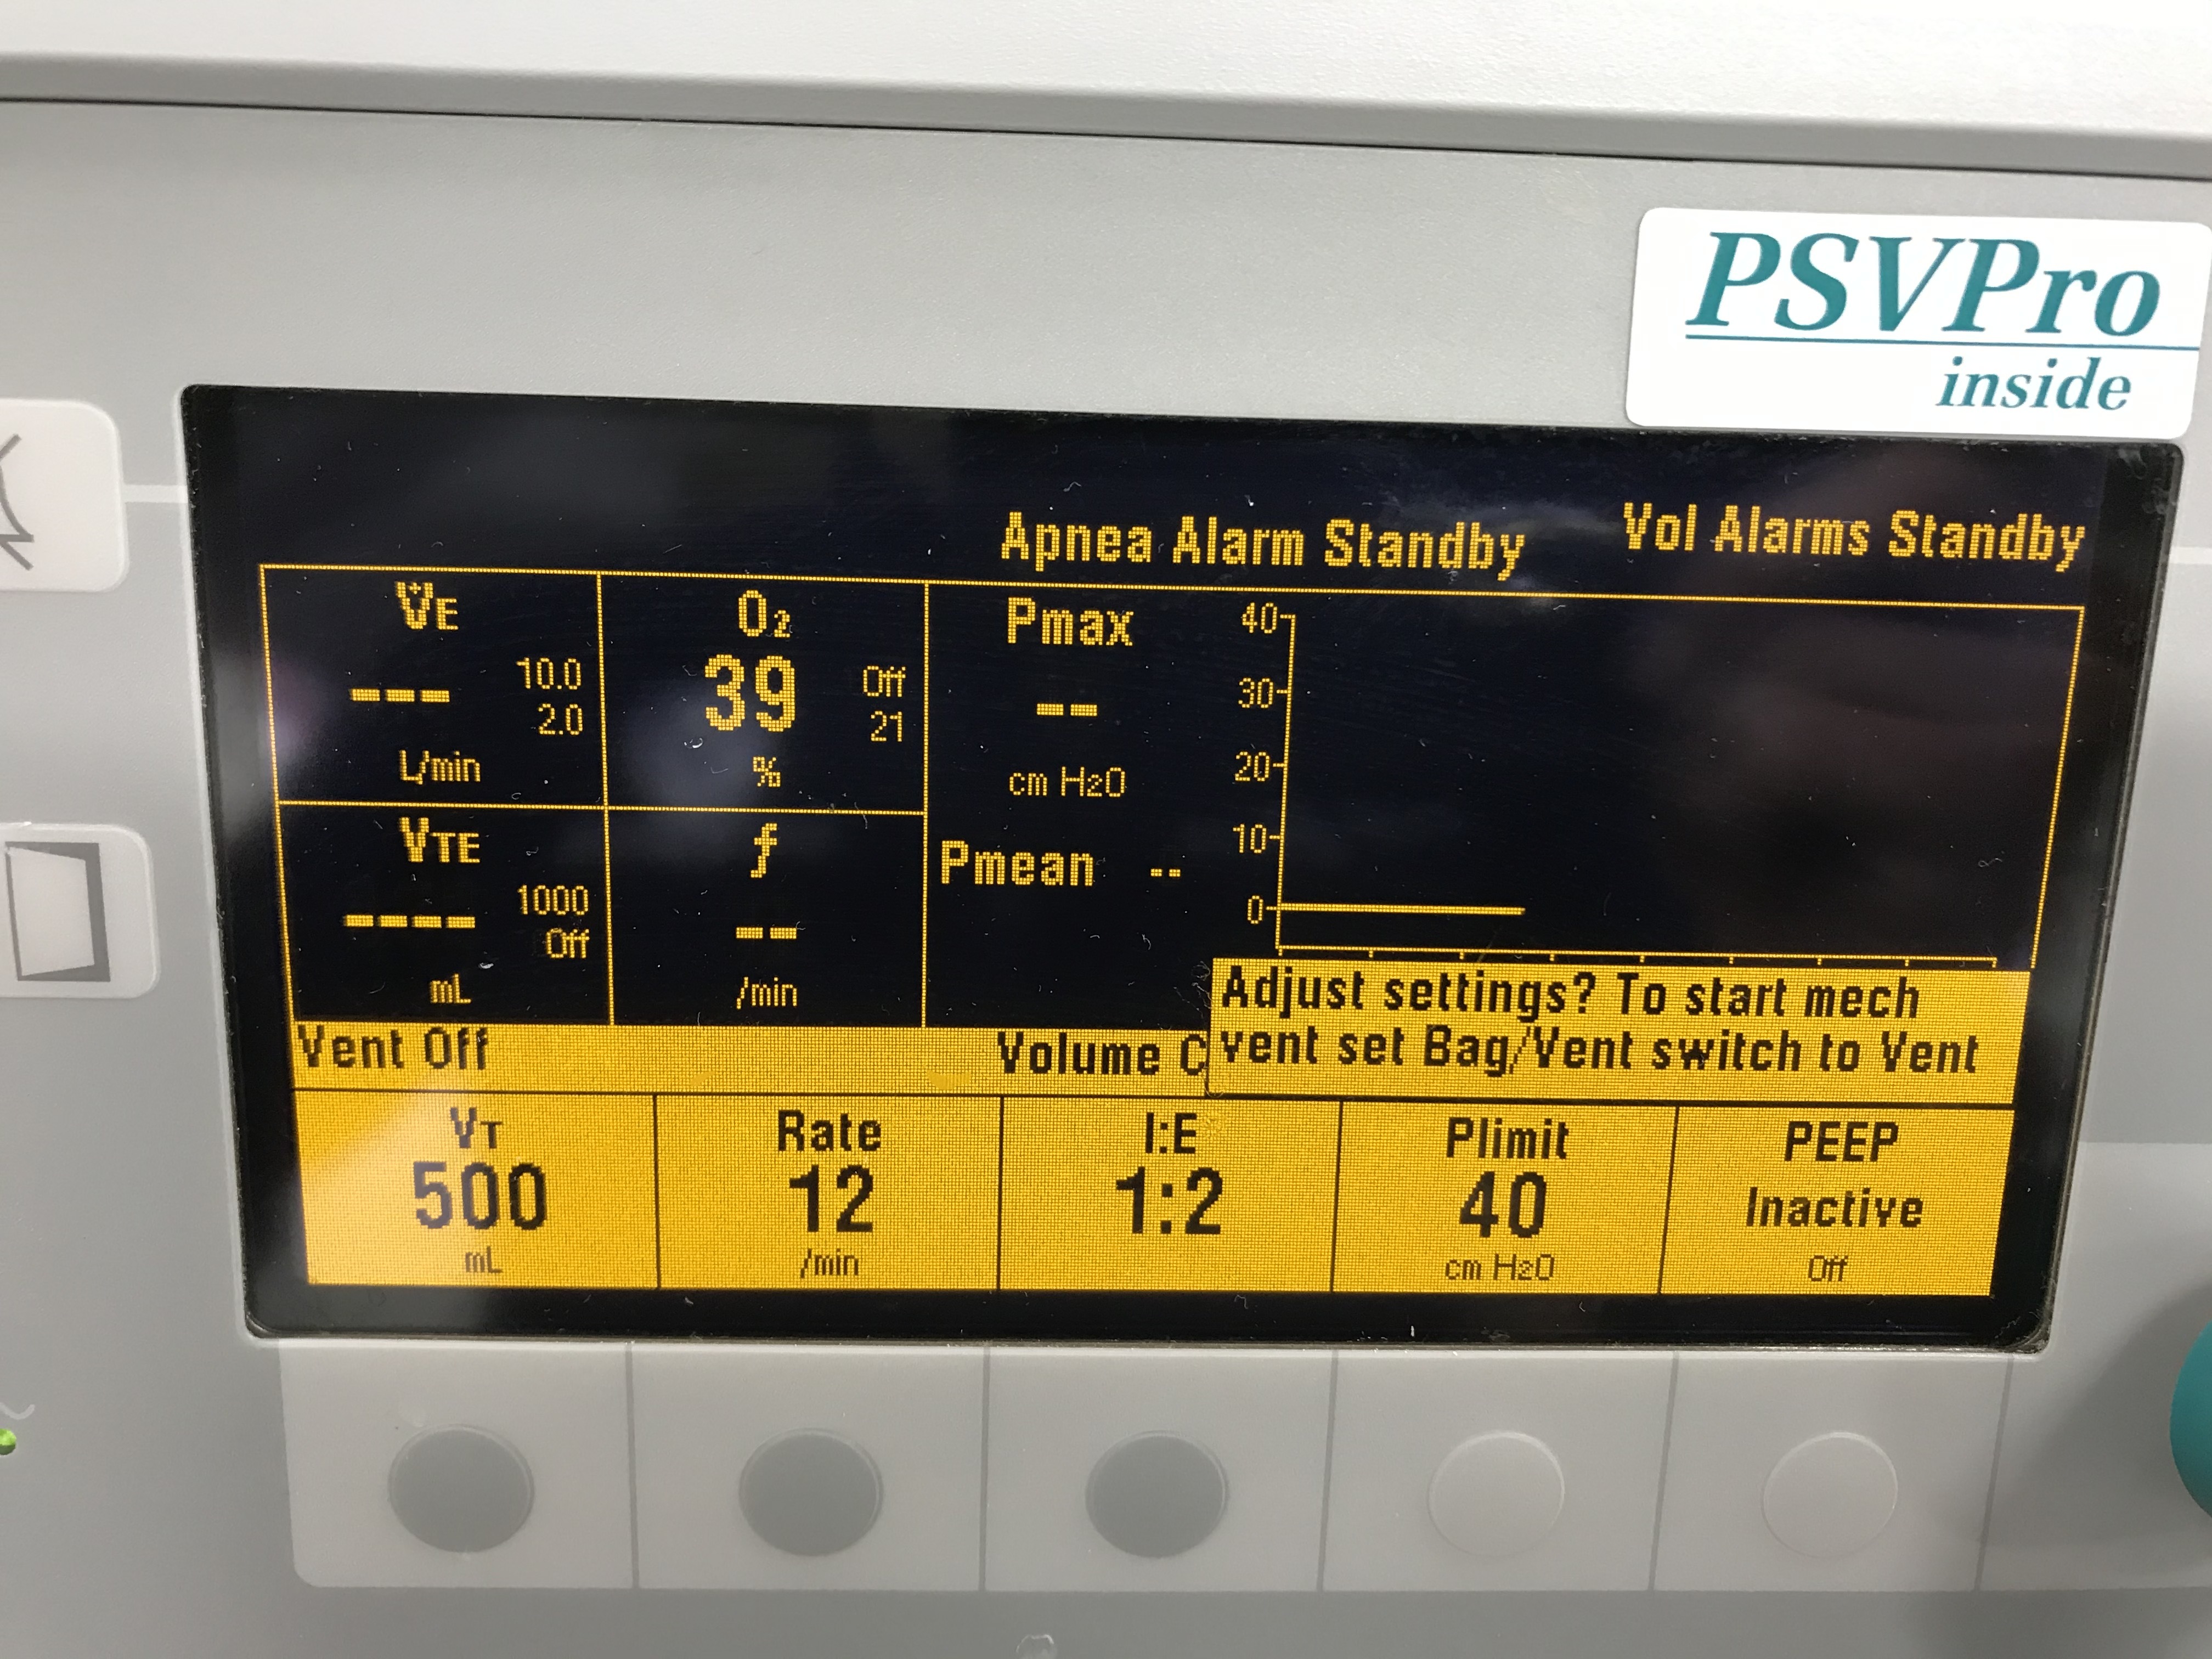 PSVPro
inside
Apnea Alarm Standby
Vol Alarms Standby
V̇E
--- 10.0
2.0
L/min
O2
39 Off
21
%
Pmax
--
cm H2O
40
30
20
10
0
VTE
---- 1000
Off
mL
f
--
/min
Pmean --
Adjust settings? To start mech
vent set Bag/Vent switch to Vent
Vent Off
Volume C
VT
500
mL
Rate
12
/min
I:E
1:2
Plimit
40
cm H2O
PEEP
Inactive
Off